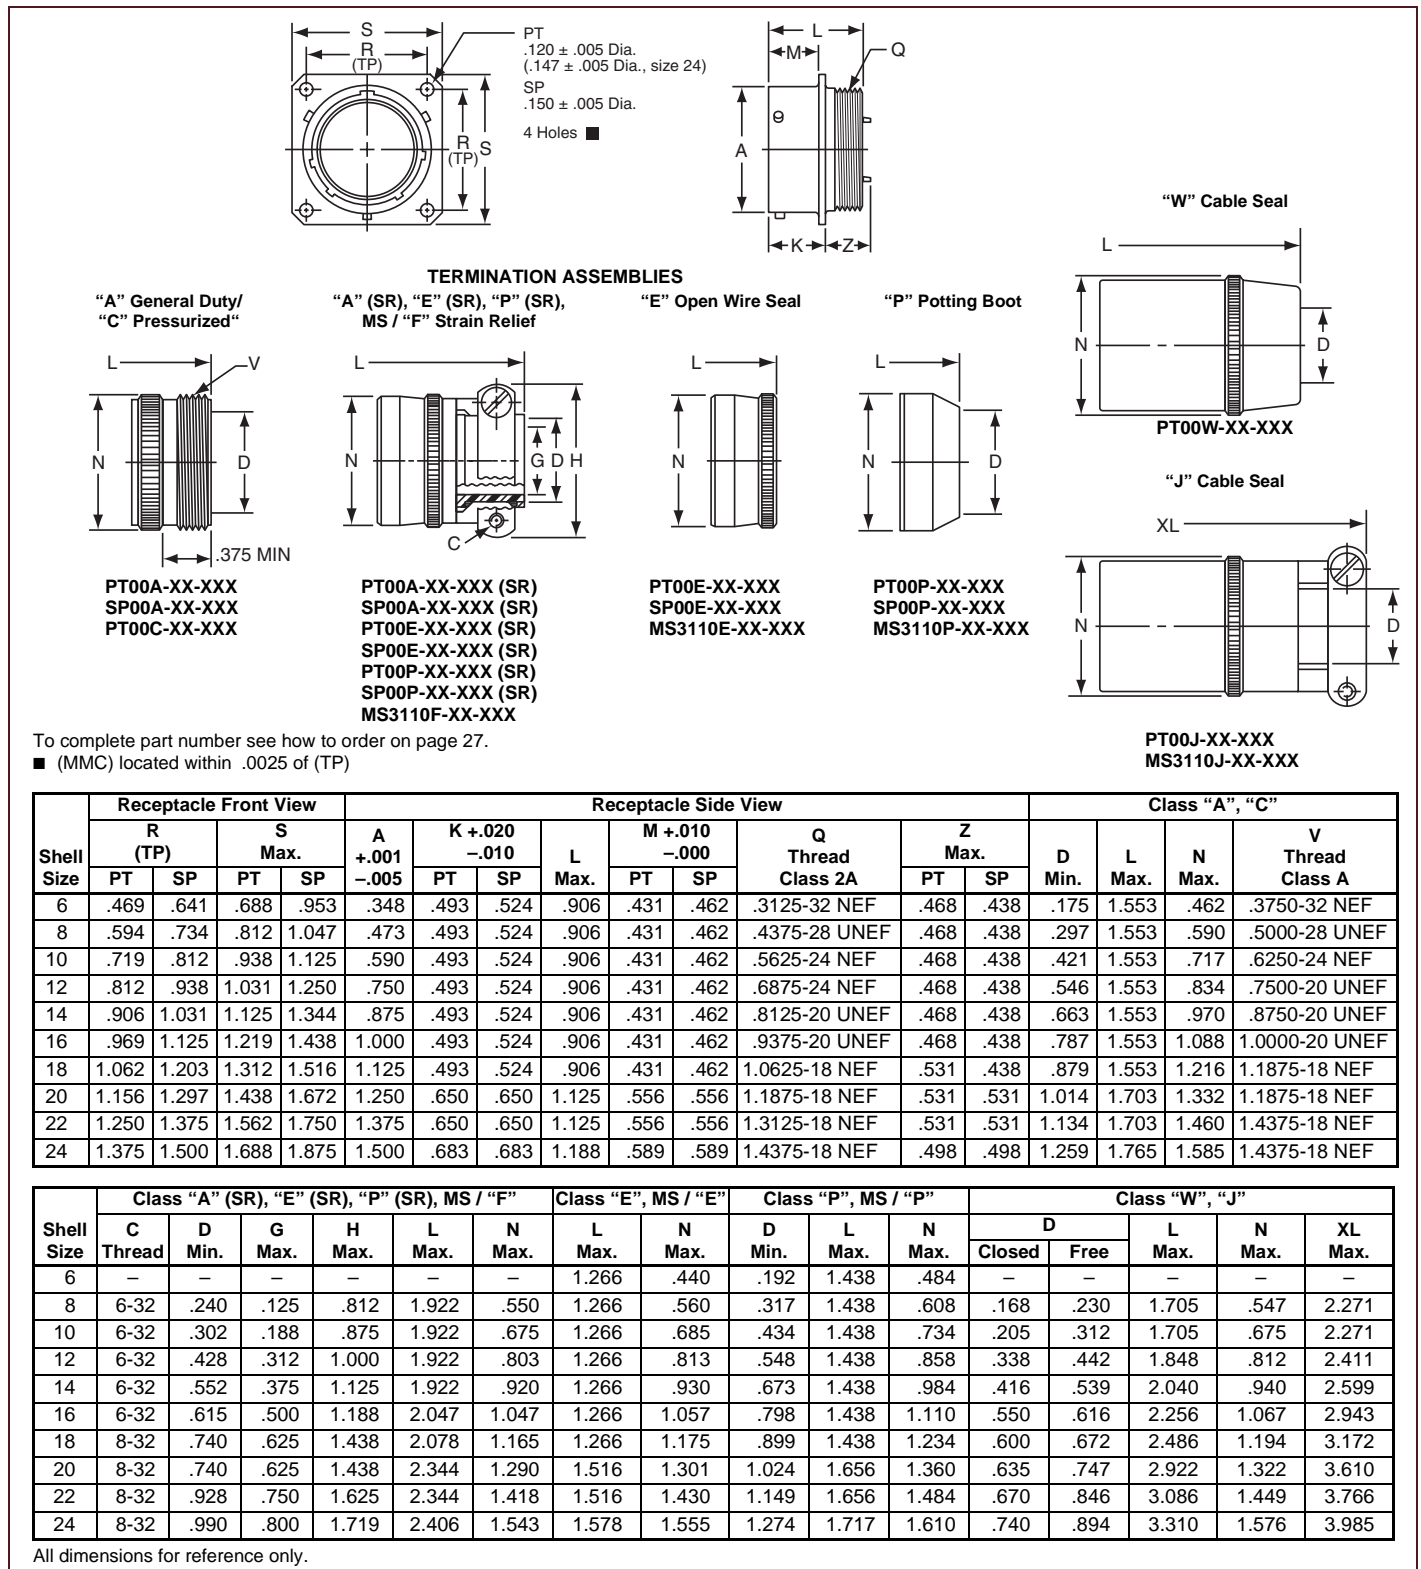 S
R
(TP)
PT
.120 ± .005 Dia.
(.147 ± .005 Dia., size 24)
SP
.150 ± .005 Dia.
4 Holes ■
R
(TP)
S
L
M
Q
A
K
Z
TERMINATION ASSEMBLIES
“A” General Duty/
“C” Pressurized“
L
V
N
D
.375 MIN
PT00A-XX-XXX
SP00A-XX-XXX
PT00C-XX-XXX
“A” (SR), “E” (SR), “P” (SR),
MS / “F” Strain Relief
L
N
G D H
C
PT00A-XX-XXX (SR)
SP00A-XX-XXX (SR)
PT00E-XX-XXX (SR)
SP00E-XX-XXX (SR)
PT00P-XX-XXX (SR)
SP00P-XX-XXX (SR)
MS3110F-XX-XXX
“E” Open Wire Seal
L
N
PT00E-XX-XXX
SP00E-XX-XXX
MS3110E-XX-XXX
“P” Potting Boot
L
N
D
PT00P-XX-XXX
SP00P-XX-XXX
MS3110P-XX-XXX
“W” Cable Seal
L
N
D
PT00W-XX-XXX
“J” Cable Seal
XL
N
D
PT00J-XX-XXX
MS3110J-XX-XXX
To complete part number see how to order on page 27.
■ (MMC) located within .0025 of (TP)
Receptacle Front View Receptacle Side View Class “A”, “C”
Shell Size R (TP) S Max. A +.001 –.005 K +.020 –.010 L Max. M +.010 –.000 Q Thread Class 2A Z Max. D Min. L Max. N Max. V Thread Class A
PT SP PT SP PT SP PT SP PT SP
6 .469 .641 .688 .953 .348 .493 .524 .906 .431 .462 .3125-32 NEF .468 .438 .175 1.553 .462 .3750-32 NEF
8 .594 .734 .812 1.047 .473 .493 .524 .906 .431 .462 .4375-28 UNEF .468 .438 .297 1.553 .590 .5000-28 UNEF
10 .719 .812 .938 1.125 .590 .493 .524 .906 .431 .462 .5625-24 NEF .468 .438 .421 1.553 .717 .6250-24 NEF
12 .812 .938 1.031 1.250 .750 .493 .524 .906 .431 .462 .6875-24 NEF .468 .438 .546 1.553 .834 .7500-20 UNEF
14 .906 1.031 1.125 1.344 .875 .493 .524 .906 .431 .462 .8125-20 UNEF .468 .438 .663 1.553 .970 .8750-20 UNEF
16 .969 1.125 1.219 1.438 1.000 .493 .524 .906 .431 .462 .9375-20 UNEF .468 .438 .787 1.553 1.088 1.0000-20 UNEF
18 1.062 1.203 1.312 1.516 1.125 .493 .524 .906 .431 .462 1.0625-18 NEF .531 .438 .879 1.553 1.216 1.1875-18 NEF
20 1.156 1.297 1.438 1.672 1.250 .650 .650 1.125 .556 .556 1.1875-18 NEF .531 .531 1.014 1.703 1.332 1.1875-18 NEF
22 1.250 1.375 1.562 1.750 1.375 .650 .650 1.125 .556 .556 1.3125-18 NEF .531 .531 1.134 1.703 1.460 1.4375-18 NEF
24 1.375 1.500 1.688 1.875 1.500 .683 .683 1.188 .589 .589 1.4375-18 NEF .498 .498 1.259 1.765 1.585 1.4375-18 NEF
Class “A” (SR), “E” (SR), “P” (SR), MS / “F” Class “E”, MS / “E” Class “P”, MS / “P” Class “W”, “J”
Shell Size C Thread D Min. G Max. H Max. L Max. N Max. L Max. N Max. D Min. L Max. N Max. D L Max. N Max. XL Max.
Closed Free
6 – – – – – – 1.266 .440 .192 1.438 .484 – – – – –
8 6-32 .240 .125 .812 1.922 .550 1.266 .560 .317 1.438 .608 .168 .230 1.705 .547 2.271
10 6-32 .302 .188 .875 1.922 .675 1.266 .685 .434 1.438 .734 .205 .312 1.705 .675 2.271
12 6-32 .428 .312 1.000 1.922 .803 1.266 .813 .548 1.438 .858 .338 .442 1.848 .812 2.411
14 6-32 .552 .375 1.125 1.922 .920 1.266 .930 .673 1.438 .984 .416 .539 2.040 .940 2.599
16 6-32 .615 .500 1.188 2.047 1.047 1.266 1.057 .798 1.438 1.110 .550 .616 2.256 1.067 2.943
18 8-32 .740 .625 1.438 2.078 1.165 1.266 1.175 .899 1.438 1.234 .600 .672 2.486 1.194 3.172
20 8-32 .740 .625 1.438 2.344 1.290 1.516 1.301 1.024 1.656 1.360 .635 .747 2.922 1.322 3.610
22 8-32 .928 .750 1.625 2.344 1.418 1.516 1.430 1.149 1.656 1.484 .670 .846 3.086 1.449 3.766
24 8-32 .990 .800 1.719 2.406 1.543 1.578 1.555 1.274 1.717 1.610 .740 .894 3.310 1.576 3.985
All dimensions for reference only.